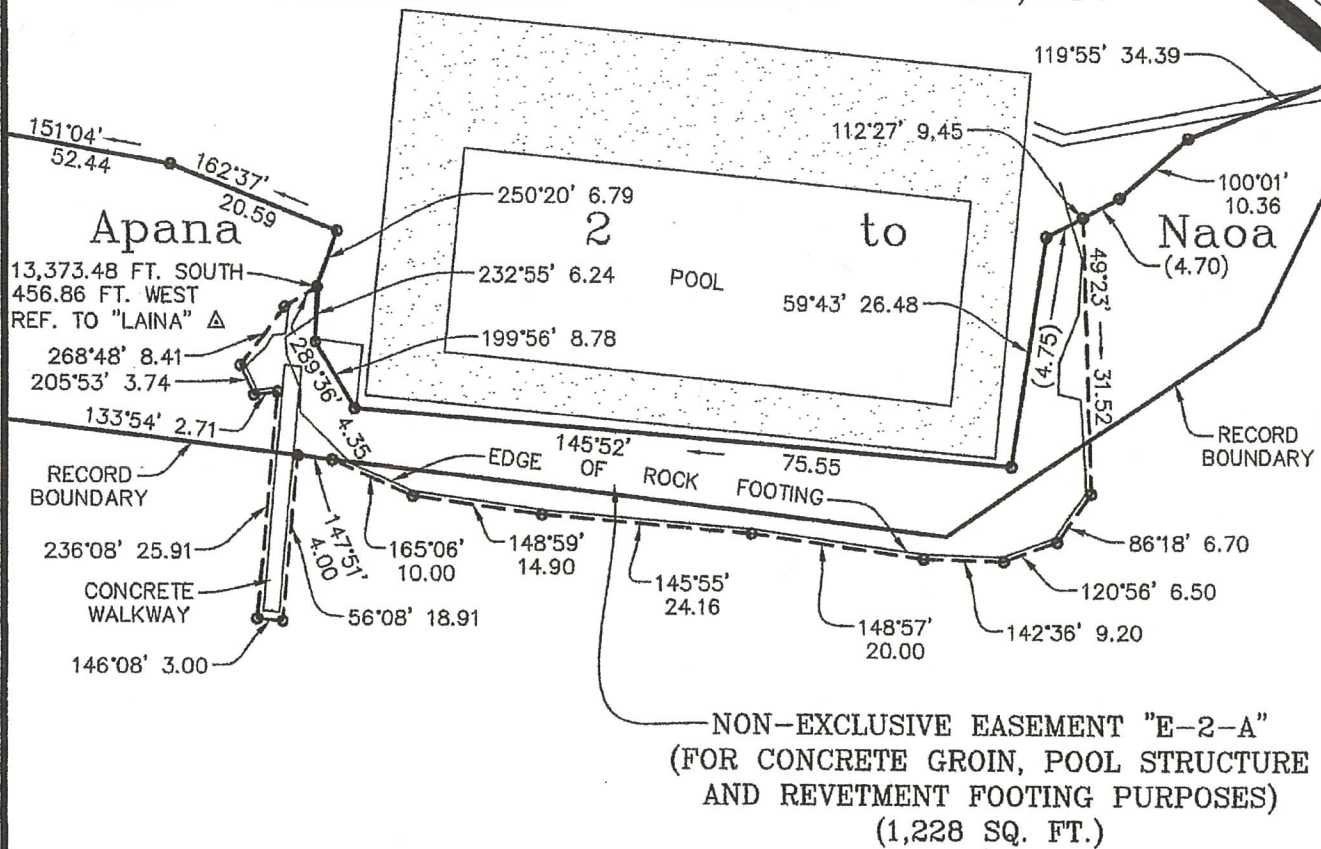 119°55' 34.39
151°04'
52.44
162°37'
20.59
112°27' 9.45
250°20' 6.79
100°01'
10.36
Apana
2 to
Naoa
(4.70)
13,373.48 FT. SOUTH
456.86 FT. WEST
REF. TO "LAINA"
232°55' 6.24
POOL
59°43' 26.48
49°23' 31.52
(4.75)
268°48' 8.41
199°56' 8.78
289°36' 4.35
205°53' 3.74
133°54' 2.71
145°52'
75.55
RECORD
BOUNDARY
EDGE OF ROCK FOOTING
RECORD
BOUNDARY
236°08' 25.91
147°51'
4.00
165°06'
10.00
148°59'
14.90
86°18' 6.70
CONCRETE
WALKWAY
145°55'
24.16
120°56' 6.50
56°08' 18.91
148°57'
20.00
142°36' 9.20
146°08' 3.00
NON-EXCLUSIVE EASEMENT "E-2-A"
(FOR CONCRETE GROIN, POOL STRUCTURE
AND REVETMENT FOOTING PURPOSES)
(1,228 SQ. FT.)